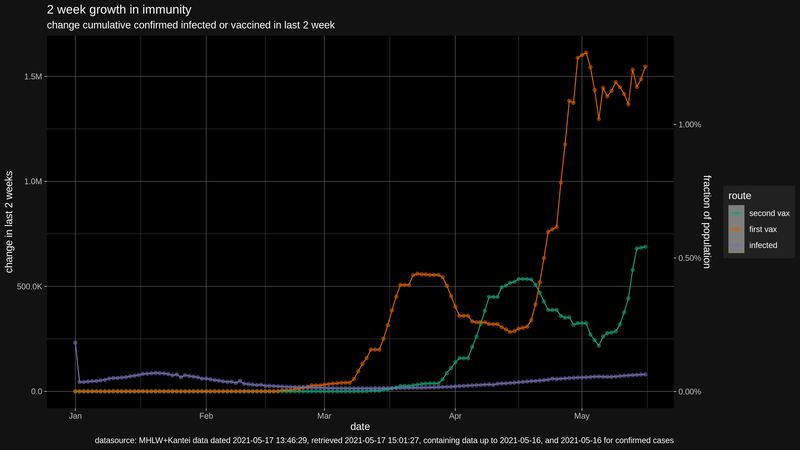 2 week growth in immunity
change cumulative confirmed infected or vaccined in last 2 week
change in last 2 weeks
1.5M
1.0M
500.0K
0.0
1.00%
0.50%
0.00%
fraction of population
Jan
Feb
Mar
Apr
May
date
route
second vax
first vax
infected
datasource: MHLW+Kantei data dated 2021-05-17 13:46:29, retrieved 2021-05-17 15:01:27, containing data up to 2021-05-16, and 2021-05-16 for confirmed cases